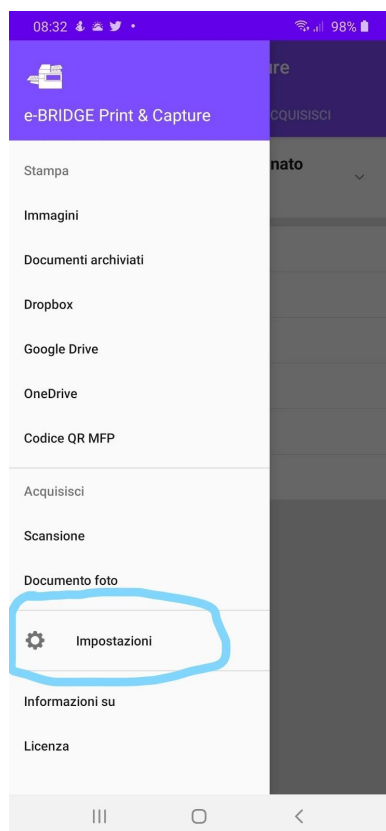 08:32 98%
e-BRIDGE Print & Capture
re
CQUISISCI
nato
Stampa
Immagini
Documenti archiviati
Dropbox
Google Drive
OneDrive
Codice QR MFP
Acquisisci
Scansione
Documento foto
Impostazioni
Informazioni su
Licenza